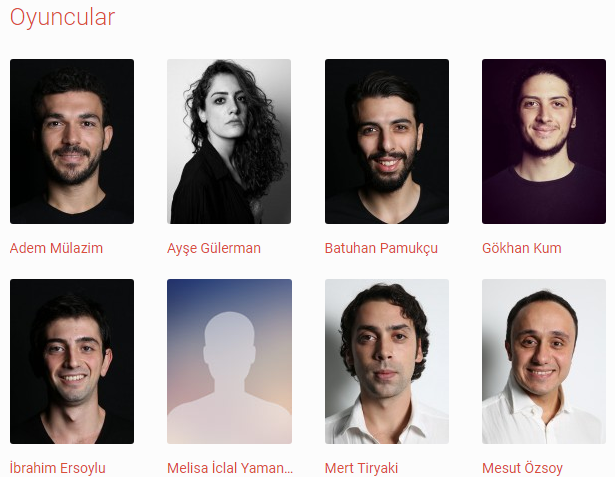 Oyuncular
Adem Mülazim
Ayşe Gülerman
Batuhan Pamukçu
Gökhan Kum
İbrahim Ersoylu
Melisa İclal Yaman...
Mert Tiryaki
Mesut Özsoy